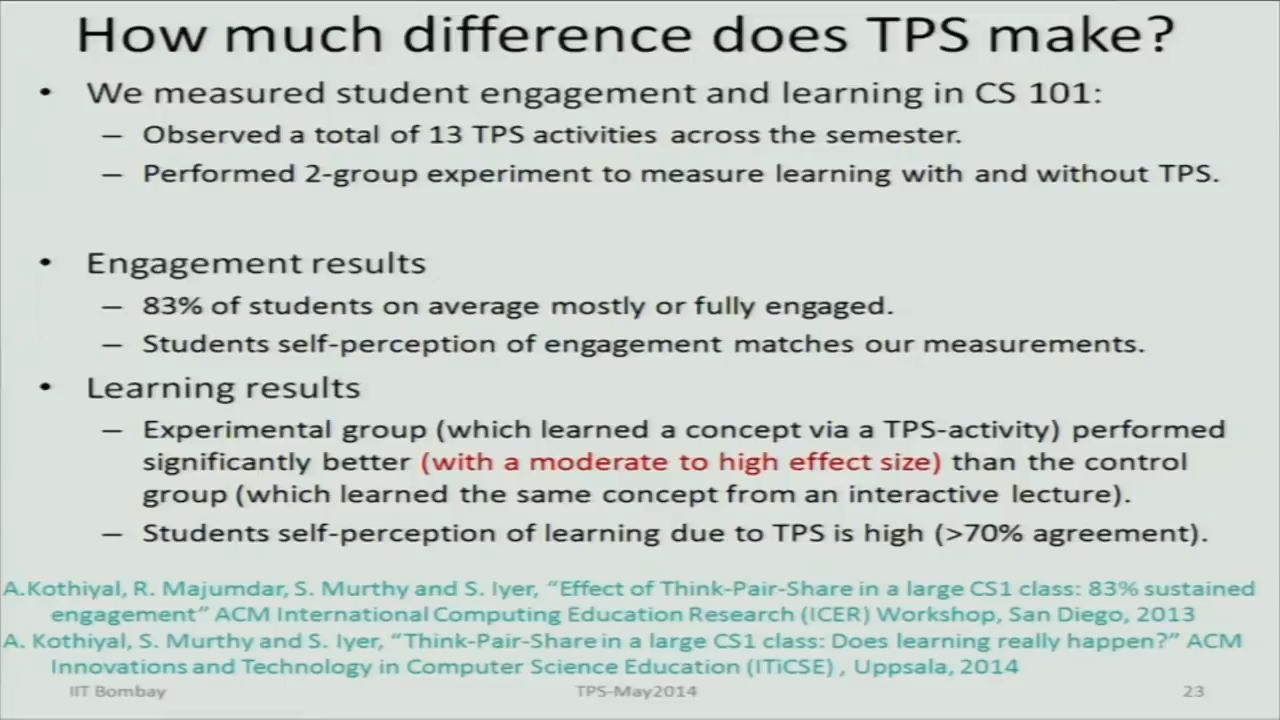 How much difference does TPS make?
• We measured student engagement and learning in CS 101:
– Observed a total of 13 TPS activities across the semester.
– Performed 2-group experiment to measure learning with and without TPS.
• Engagement results
– 83% of students on average mostly or fully engaged.
– Students self-perception of engagement matches our measurements.
• Learning results
– Experimental group (which learned a concept via a TPS-activity) performed
significantly better (with a moderate to high effect size) than the control
group (which learned the same concept from an interactive lecture).
– Students self-perception of learning due to TPS is high (>70% agreement).
A.Kothiyal, R. Majumdar, S. Murthy and S. Iyer, “Effect of Think-Pair-Share in a large CS1 class: 83% sustained
engagement” ACM International Computing Education Research (ICER) Workshop, San Diego, 2013
A. Kothiyal, S. Murthy and S. Iyer, “Think-Pair-Share in a large CS1 class: Does learning really happen?” ACM
Innovations and Technology in Computer Science Education (ITiCSE) , Uppsala, 2014
IIT Bombay TPS-May2014 23